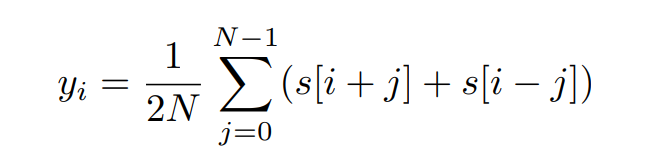 y_i = \frac{1}{2N} \sum_{j=0}^{N-1} (s[i + j] + s[i − j])